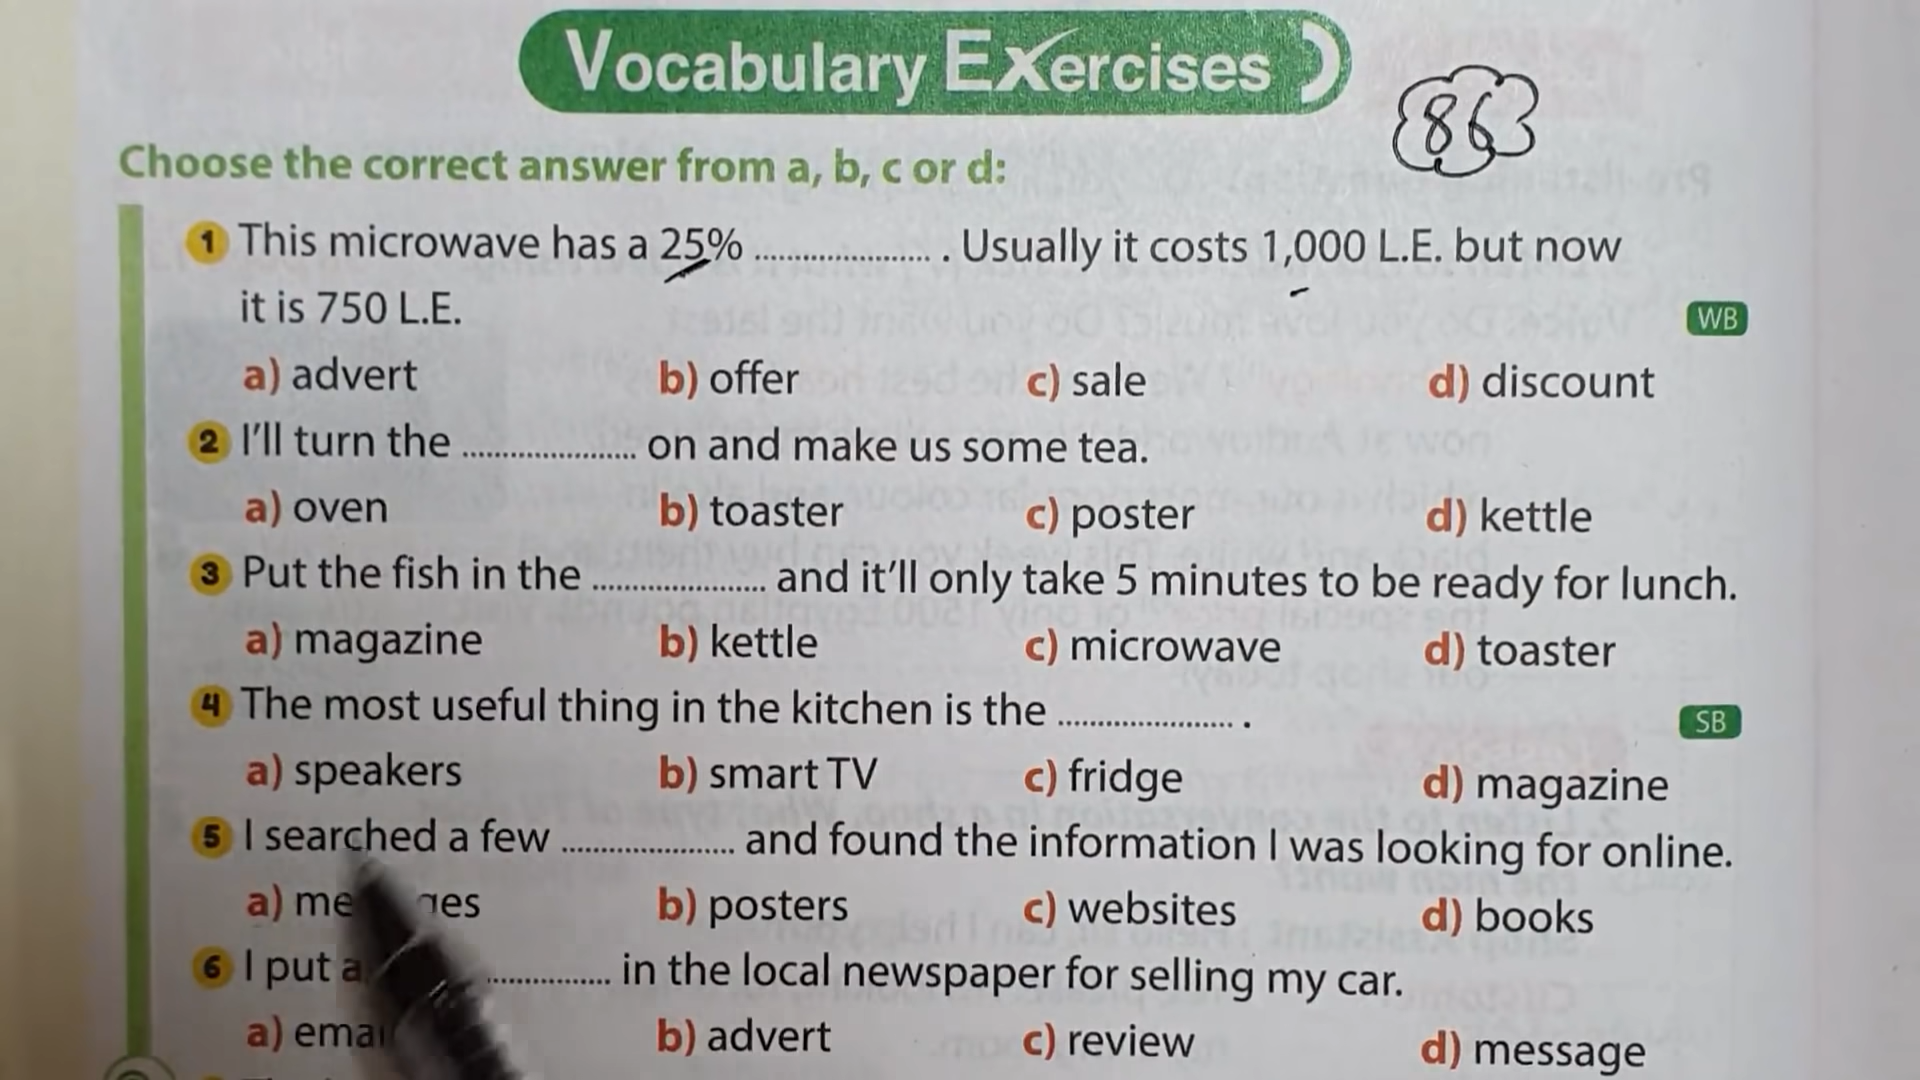 Vocabulary Exercises
863
Choose the correct answer from a, b, c or d:
1 This microwave has a 25% ..................... . Usually it costs 1,000 L.E. but now
it is 750 L.E.
WB
a) advert b) offer c) sale d) discount
2 I'll turn the ..................... on and make us some tea.
a) oven b) toaster c) poster d) kettle
3 Put the fish in the ..................... and it'll only take 5 minutes to be ready for lunch.
a) magazine b) kettle c) microwave d) toaster
4 The most useful thing in the kitchen is the ..................... .
SB
a) speakers b) smart TV c) fridge d) magazine
5 I searched a few ..................... and found the information I was looking for online.
a) b) posters c) websites d) books
6 I put ............... in the local newspaper for selling my car.
a) b) advert c) review d) message